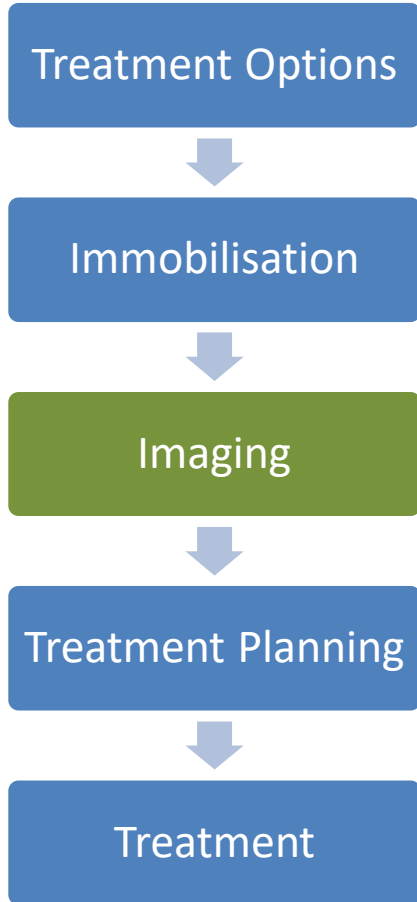 Treatment Options
Immobilisation
Imaging
Treatment Planning
Treatment